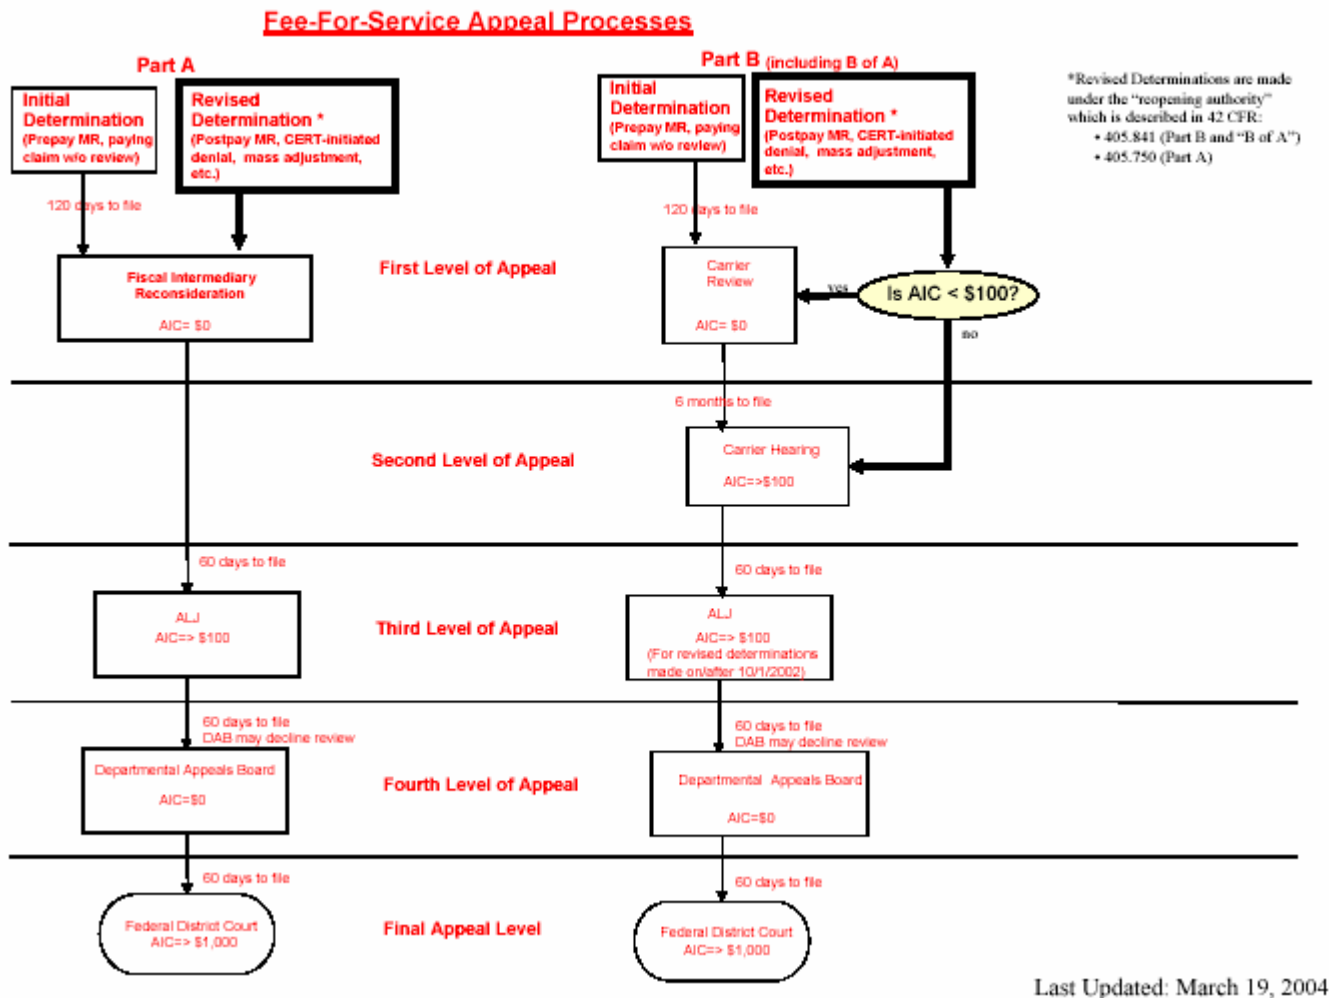 Fee-For-Service Appeal Processes
Part A
Part B (including B of A)
Initial
Determination
(Prepay MR, paying
claim w/o review)
Revised
Determination *
(Postpay MR, CERT-initiated
denial, mass adjustment,
etc.)
Initial
Determination
(Prepay MR, paying
claim w/o review)
Revised
Determination *
(Postpay MR, CERT-initiated
denial, mass adjustment,
etc.)
*Revised Determinations are made
under the “reopening authority”
which is described in 42 CFR:
• 405.841 (Part B and “B of A”)
• 405.750 (Part A)
120 days to file
120 days to file
Fiscal Intermediary
Reconsideration
AIC= $0
First Level of Appeal
Carrier
Review
AIC= $0
yes
Is AIC < $100?
no
6 months to file
Second Level of Appeal
Carrier Hearing
AIC=>$100
60 days to file
60 days to file
ALJ
AIC=> $100
Third Level of Appeal
ALJ
AIC=> $100
(For revised determinations
made on/after 10/1/2002)
60 days to file
DAB may decline review
60 days to file
DAB may decline review
Departmental Appeals Board
AIC=$0
Fourth Level of Appeal
Departmental Appeals Board
AIC=$0
60 days to file
60 days to file
Federal District Court
AIC=> $1,000
Final Appeal Level
Federal District Court
AIC=> $1,000
Last Updated: March 19, 2004